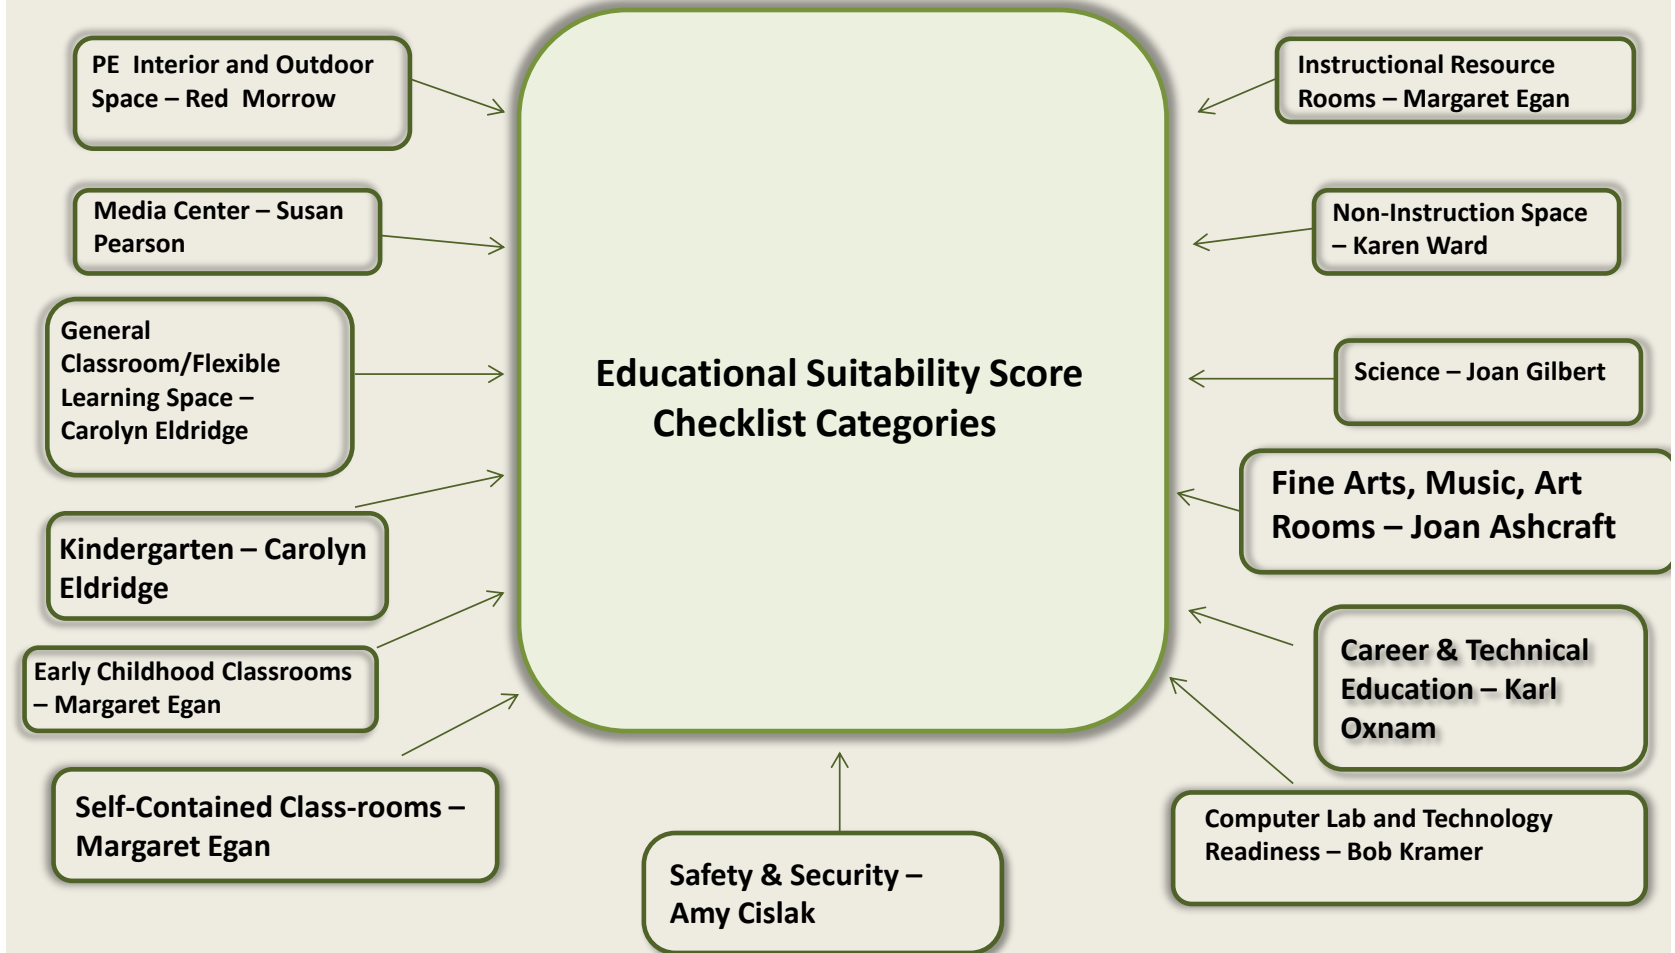 PE Interior and Outdoor
Space – Red Morrow
Media Center – Susan
Pearson
General
Classroom/Flexible
Learning Space –
Carolyn Eldridge
Kindergarten – Carolyn
Eldridge
Early Childhood Classrooms
– Margaret Egan
Self-Contained Class-rooms –
Margaret Egan
Educational Suitability Score
Checklist Categories
Safety & Security –
Amy Cislak
Instructional Resource
Rooms – Margaret Egan
Non-Instruction Space
– Karen Ward
Science – Joan Gilbert
Fine Arts, Music, Art
Rooms – Joan Ashcraft
Career & Technical
Education – Karl
Oxnam
Computer Lab and Technology
Readiness – Bob Kramer